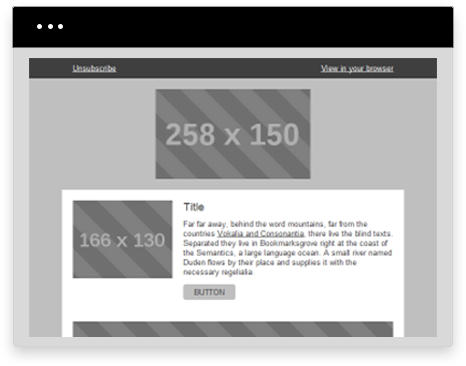 Unsubscribe View in your browser
258 x 150
166 x 130
Title
Far far away, behind the word mountains, far from the
countries Vokalia and Consonantia, there live the blind texts.
Separated they live in Bookmarksgrove right at the coast of
the Semantics, a large language ocean. A small river named
Duden flows by their place and supplies it with the
necessary regelialia.
BUTTON